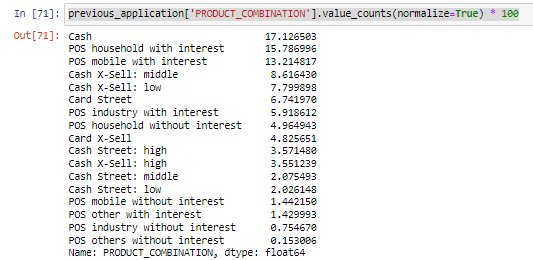 In [71]: previous_application['PRODUCT_COMBINATION'].value_counts(normalize=True) * 100
Out[71]: Cash 17.126503
POS household with interest 15.786996
POS mobile with interest 13.214817
Cash X-Sell: middle 8.616430
Cash X-Sell: low 7.799898
Card Street 6.741970
POS industry with interest 5.918612
POS household without interest 4.964943
Card X-Sell 4.825651
Cash Street: high 3.571480
Cash X-Sell: high 3.551239
Cash Street: middle 2.075493
Cash Street: low 2.026148
POS mobile without interest 1.442150
POS other with interest 1.429993
POS industry without interest 0.754670
POS others without interest 0.153006
Name: PRODUCT_COMBINATION, dtype: float64